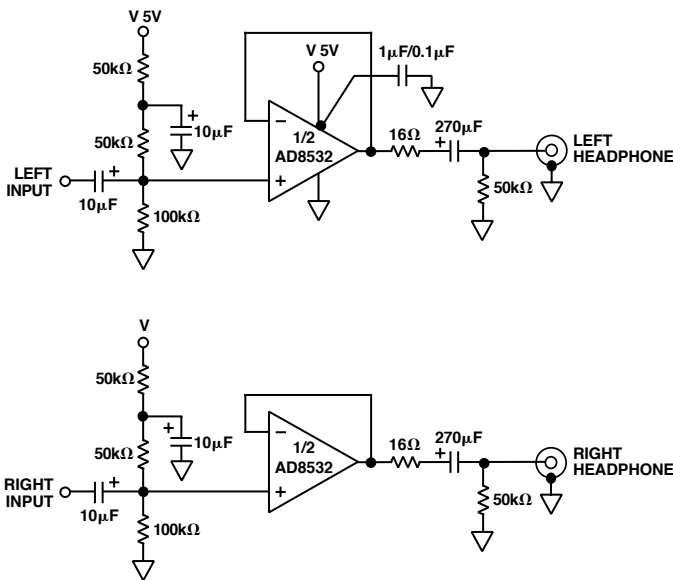 V 5V
50kΩ
50kΩ
+
10µF
LEFT
INPUT
+
10µF
100kΩ
V 5V
1µF/0.1µF
−
1/2
AD8532
+
16Ω
+
270µF
50kΩ
LEFT
HEADPHONE
V
50kΩ
50kΩ
+
10µF
RIGHT
INPUT
+
10µF
100kΩ
−
1/2
AD8532
+
16Ω
+
270µF
50kΩ
RIGHT
HEADPHONE